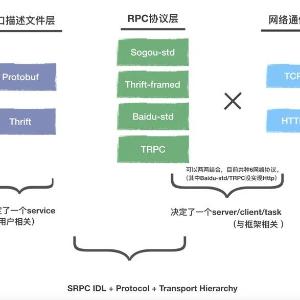 口描述文件层
RPC协议层
网络通信
Protobuf
Thrift
Sogou-std
Thrift-framed
Baidu-std
TRPC
TCP
HTTP
可以两两组合，目前共种8网络协议。
（其中Baidu-std/TRPC没实现Http）
定了一个service
用户相关）
决定了一个server/client/task
（与框架相关）
SRPC IDL + Protocol + Transport Hierarchy